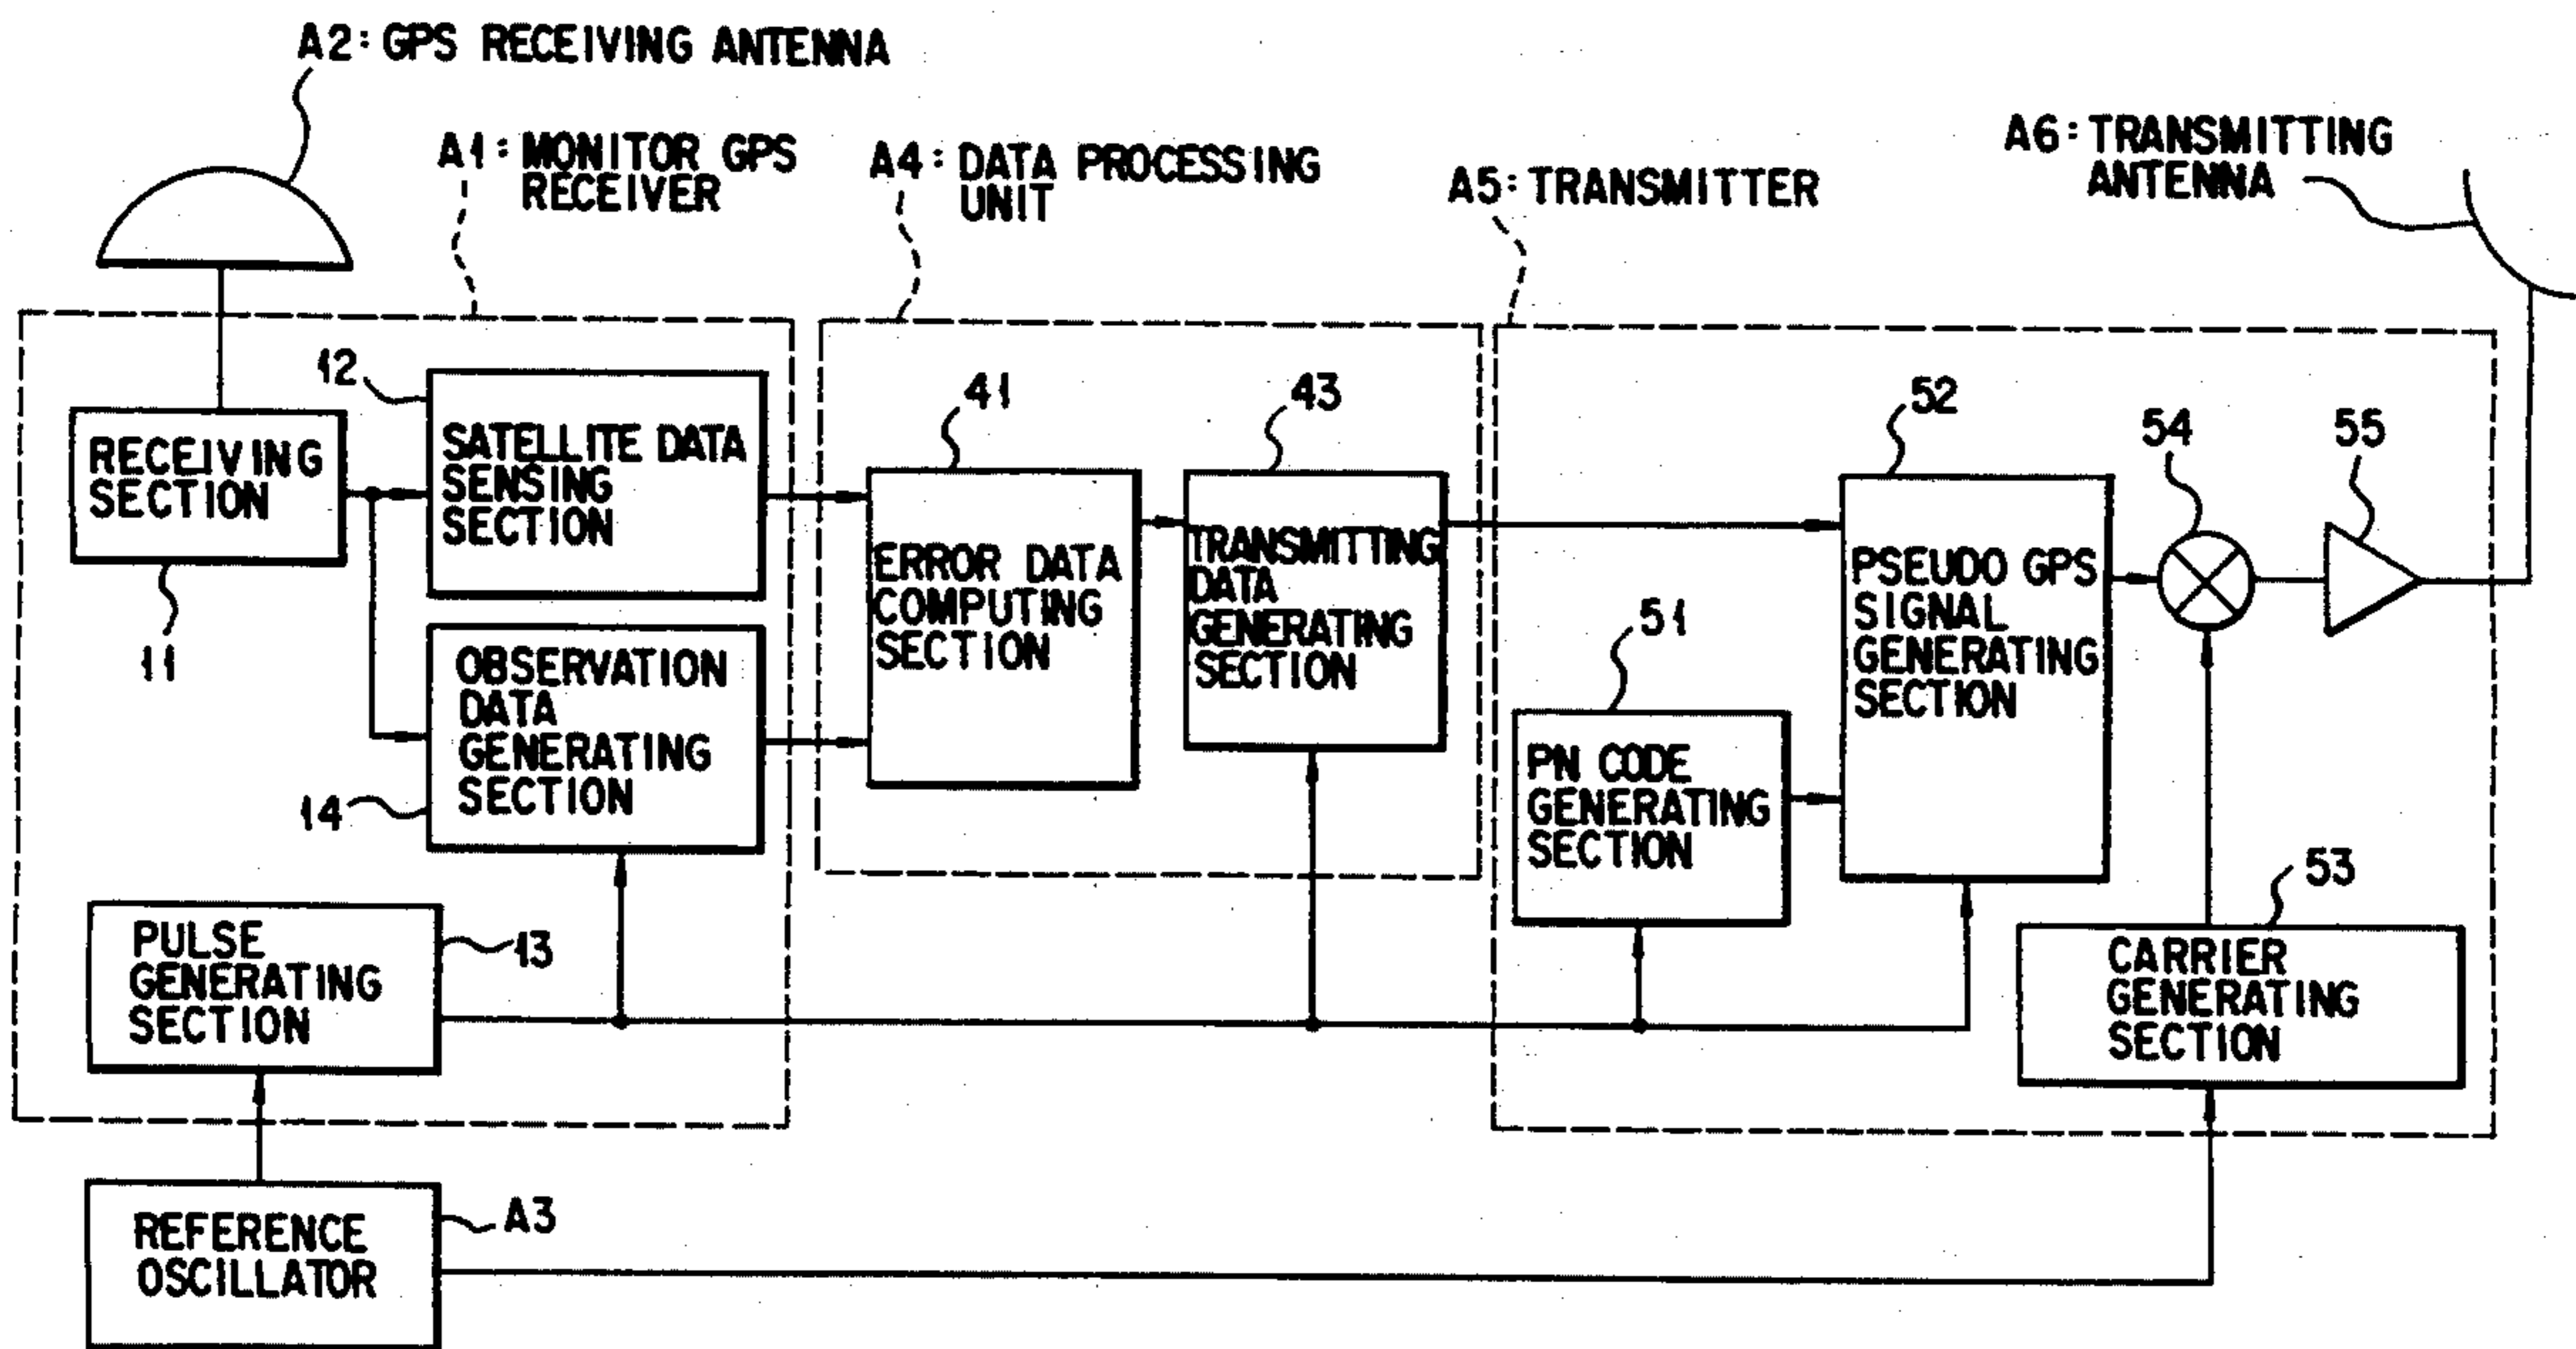 A2: GPS RECEIVING ANTENNA
A1: MONITOR GPS
RECEIVER
A4: DATA PROCESSING
UNIT
A5: TRANSMITTER
A6: TRANSMITTING
ANTENNA
12
RECEIVING
SECTION
11
SATELLITE DATA
SENSING
SECTION
OBSERVATION
DATA
GENERATING
SECTION
14
PULSE
GENERATING
SECTION
13
REFERENCE
OSCILLATOR
A3
41
ERROR DATA
COMPUTING
SECTION
43
TRANSMITTING
DATA
GENERATING
SECTION
51
PN CODE
GENERATING
SECTION
52
PSEUDO GPS
SIGNAL
GENERATING
SECTION
54
55
53
CARRIER
GENERATING
SECTION